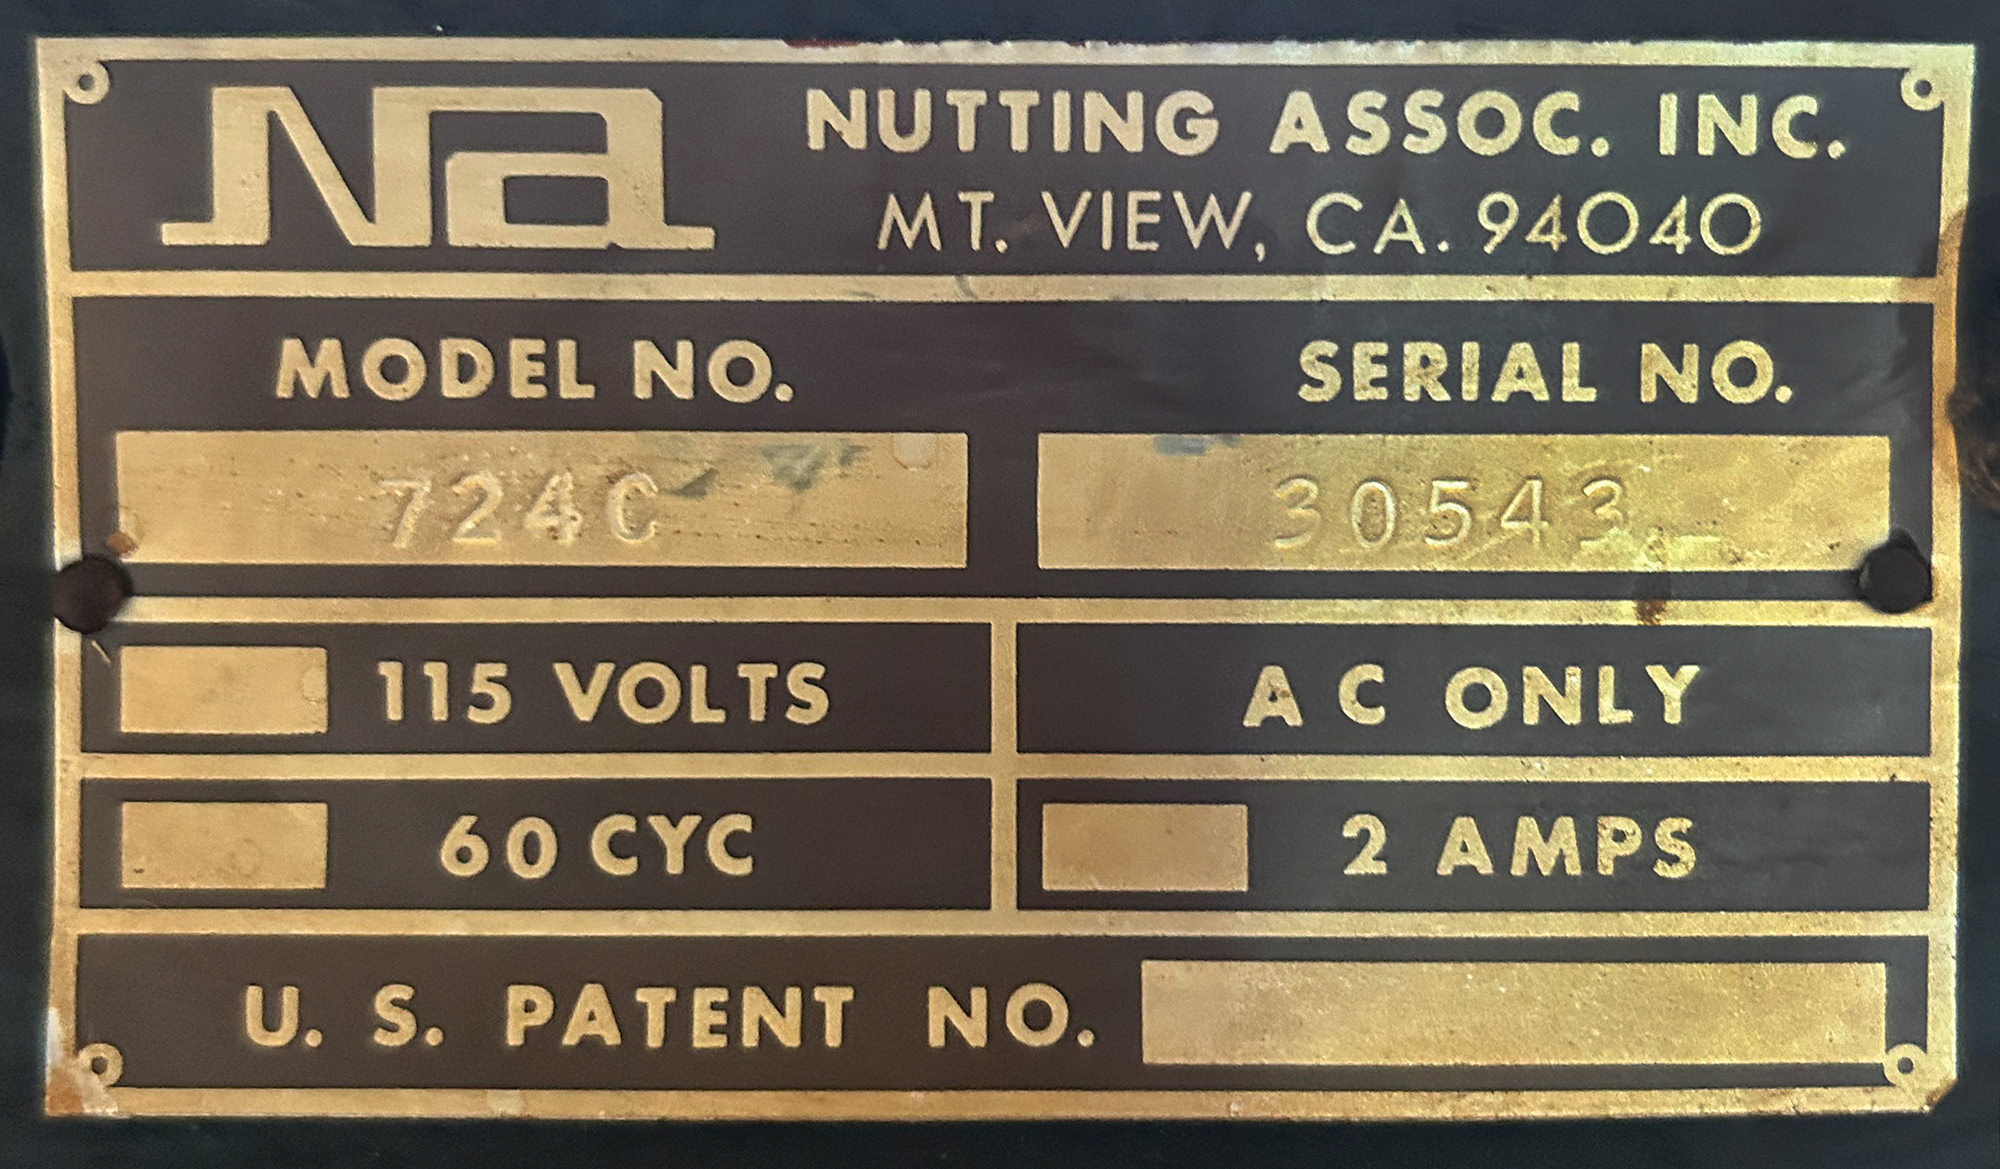 Na
NUTTING ASSOC. INC.
MT. VIEW, CA. 94040
MODEL NO. SERIAL NO.
724C 30543
115 VOLTS A C ONLY
60 CYC 2 AMPS
U. S. PATENT NO.